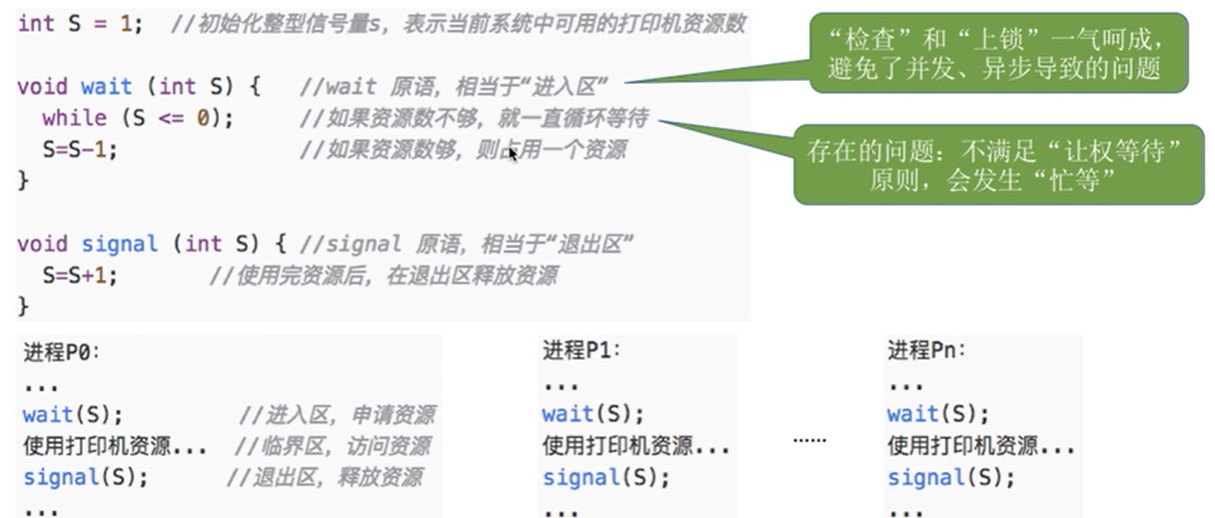 int S = 1;  //初始化整型信号量s，表示当前系统中可用的打印机资源数
void wait (int S) {   //wait 原语，相当于“进入区”
while (S <= 0);     //如果资源数不够，就一直循环等待
S=S-1;              //如果资源数够，则占用一个资源
}
void signal (int S) { //signal 原语，相当于“退出区”
S=S+1;       //使用完资源后，在退出区释放资源
}
“检查”和“上锁”一气呵成，
避免了并发、异步导致的问题
存在的问题：不满足“让权等待”
原则，会发生“忙等”
进程P0：
...
wait(S);         //进入区，申请资源
使用打印机资源...  //临界区，访问资源
signal(S);      //退出区，释放资源
...
进程P1：
...
wait(S);
使用打印机资源...
signal(S);
...
......
进程Pn：
...
wait(S);
使用打印机资源...
signal(S);
...